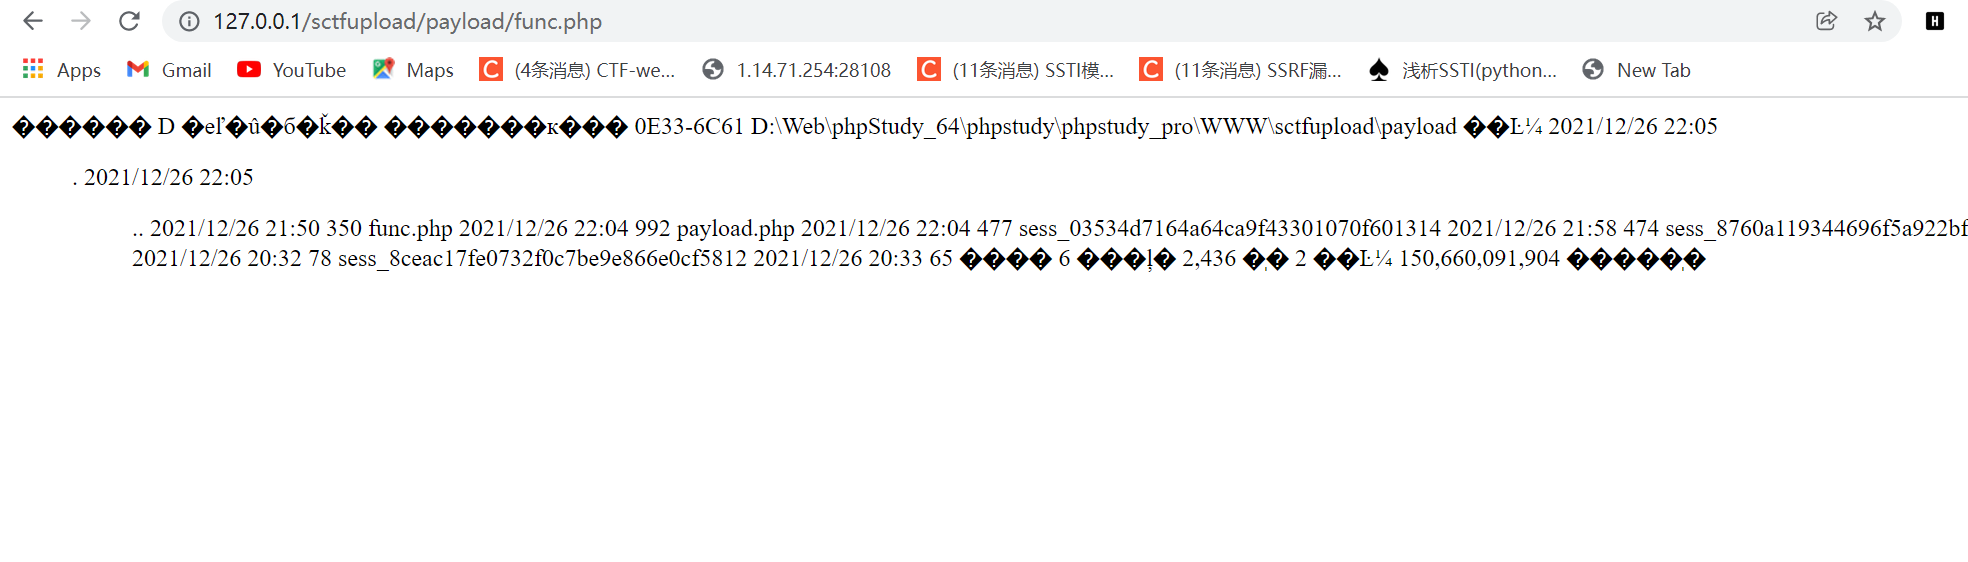 127.0.0.1/sctfupload/payload/func.php
Apps Gmail YouTube Maps (4条消息) CTF-we... 1.14.71.254:28108 (11条消息) SSTI模... (11条消息) SSRF漏... 浅析SSTI(python... New Tab
������ D �eľ�û�б�ǩ�� �������к��� 0E33-6C61 D:\Web\phpStudy_64\phpstudy\phpstudy_pro\WWW\sctfupload\payload ��Ŀ¼ 2021/12/26 22:05
. 2021/12/26 22:05
.. 2021/12/26 21:50 350 func.php 2021/12/26 22:04 992 payload.php 2021/12/26 22:04 477 sess_03534d7164a64ca9f43301070f601314 2021/12/26 21:58 474 sess_8760a119344696f5a922bf
2021/12/26 20:32 78 sess_8ceac17fe0732f0c7be9e866e0cf5812 2021/12/26 20:33 65 ���� 6 ���ļ� 2,436 �ֽ� 2 ��Ŀ¼ 150,660,091,904 �����ֽ�